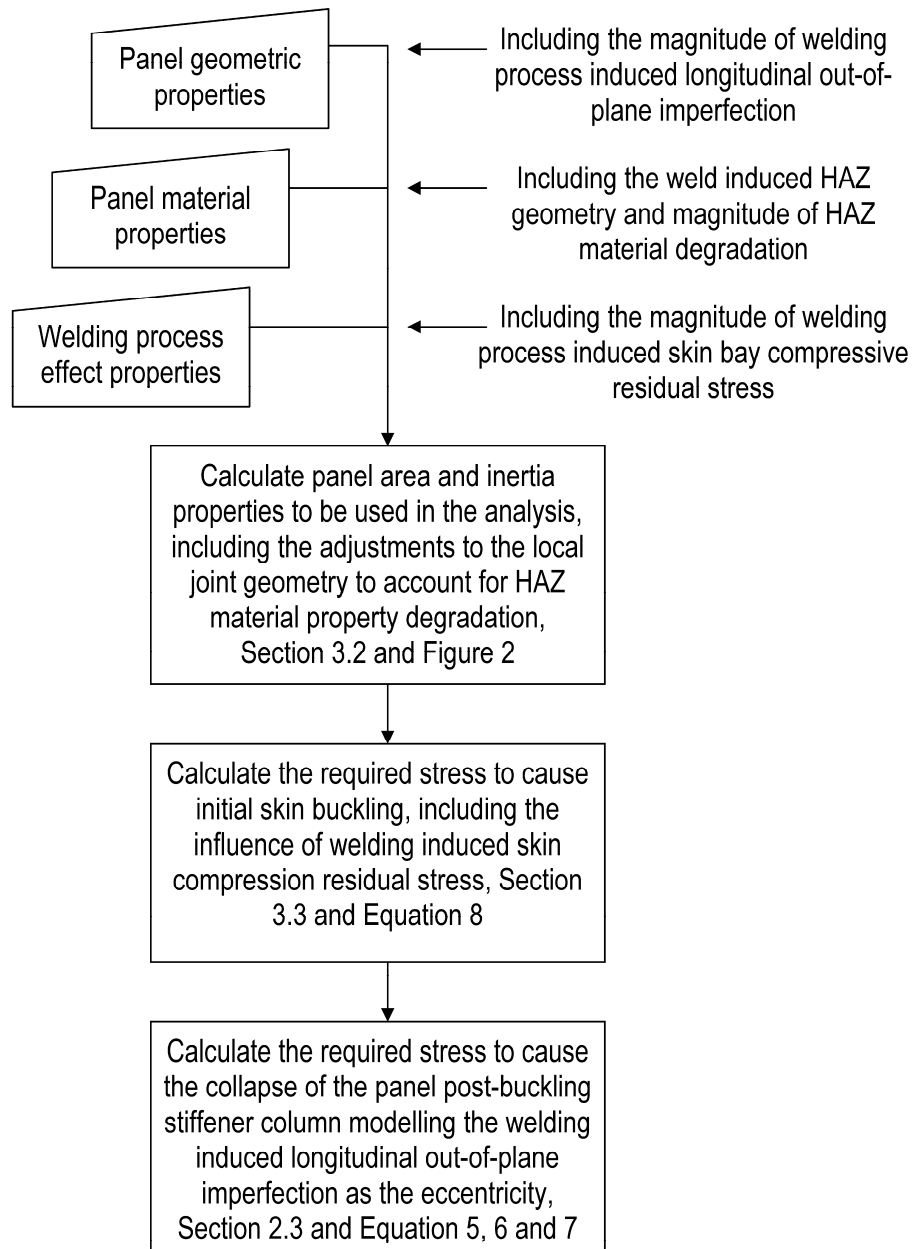 Panel geometric
properties
Including the magnitude of welding
process induced longitudinal out-of-
plane imperfection
Panel material
properties
Including the weld induced HAZ
geometry and magnitude of HAZ
material degradation
Welding process
effect properties
Including the magnitude of welding
process induced skin bay compressive
residual stress
Calculate panel area and inertia
properties to be used in the analysis,
including the adjustments to the local
joint geometry to account for HAZ
material property degradation,
Section 3.2 and Figure 2
Calculate the required stress to cause
initial skin buckling, including the
influence of welding induced skin
compression residual stress, Section
3.3 and Equation 8
Calculate the required stress to cause
the collapse of the panel post-buckling
stiffener column modelling the welding
induced longitudinal out-of-plane
imperfection as the eccentricity,
Section 2.3 and Equation 5, 6 and 7